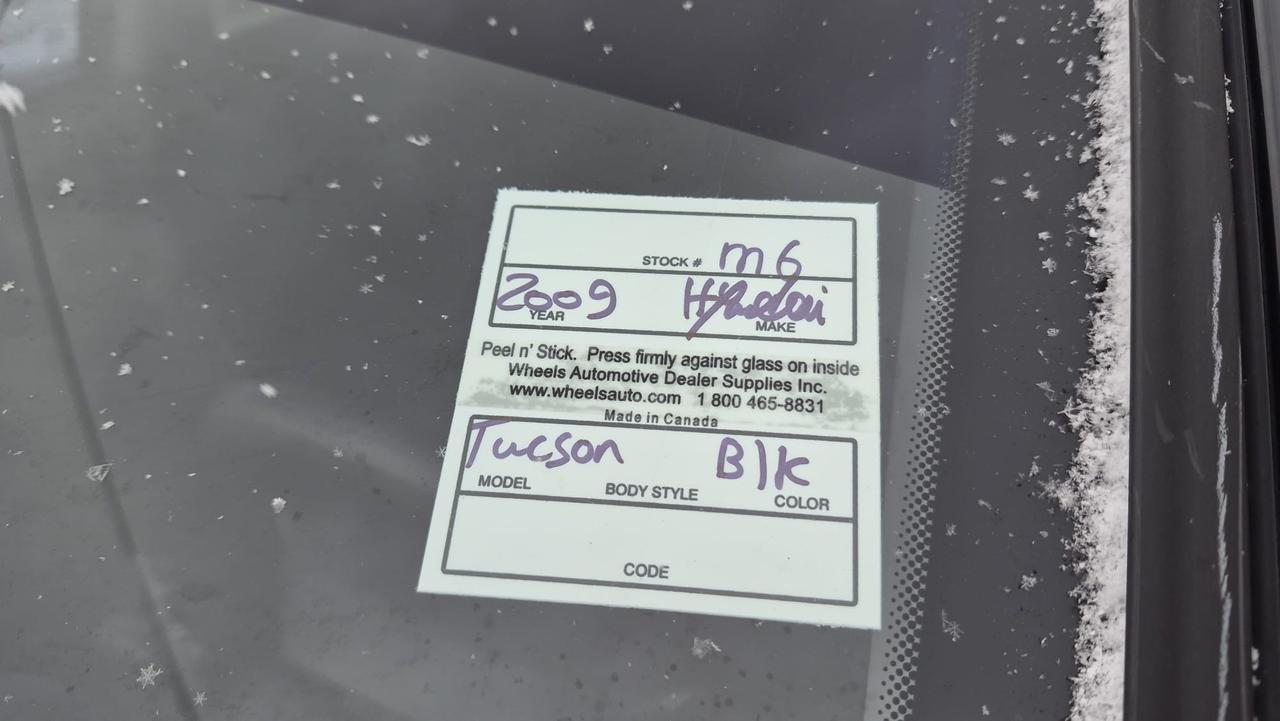 STOCK # m6
2009 Hyundai
YEAR MAKE
Peel n' Stick. Press firmly against glass on inside
Wheels Automotive Dealer Supplies Inc.
www.wheelsauto.com 1 800 465-8831
Made in Canada
Tucson Blk
MODEL BODY STYLE COLOR
CODE